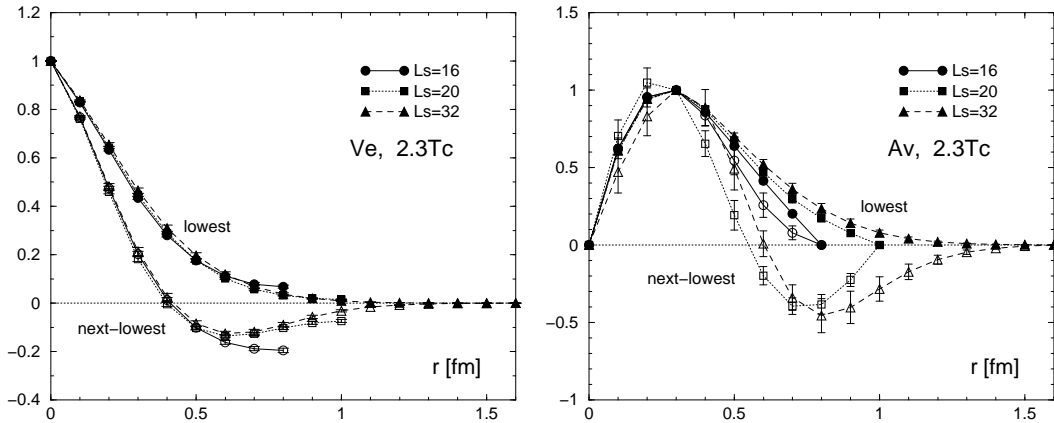 1.2
1
0.8
0.6
0.4
0.2
0
−0.2
−0.4
0
0.5
1
1.5
Ls=16
Ls=20
Ls=32
Ve, 2.3Tc
lowest
next−lowest
r [fm]
1.5
1
0.5
0
−0.5
−1
0
0.5
1
1.5
Ls=16
Ls=20
Ls=32
Av, 2.3Tc
lowest
next−lowest
r [fm]